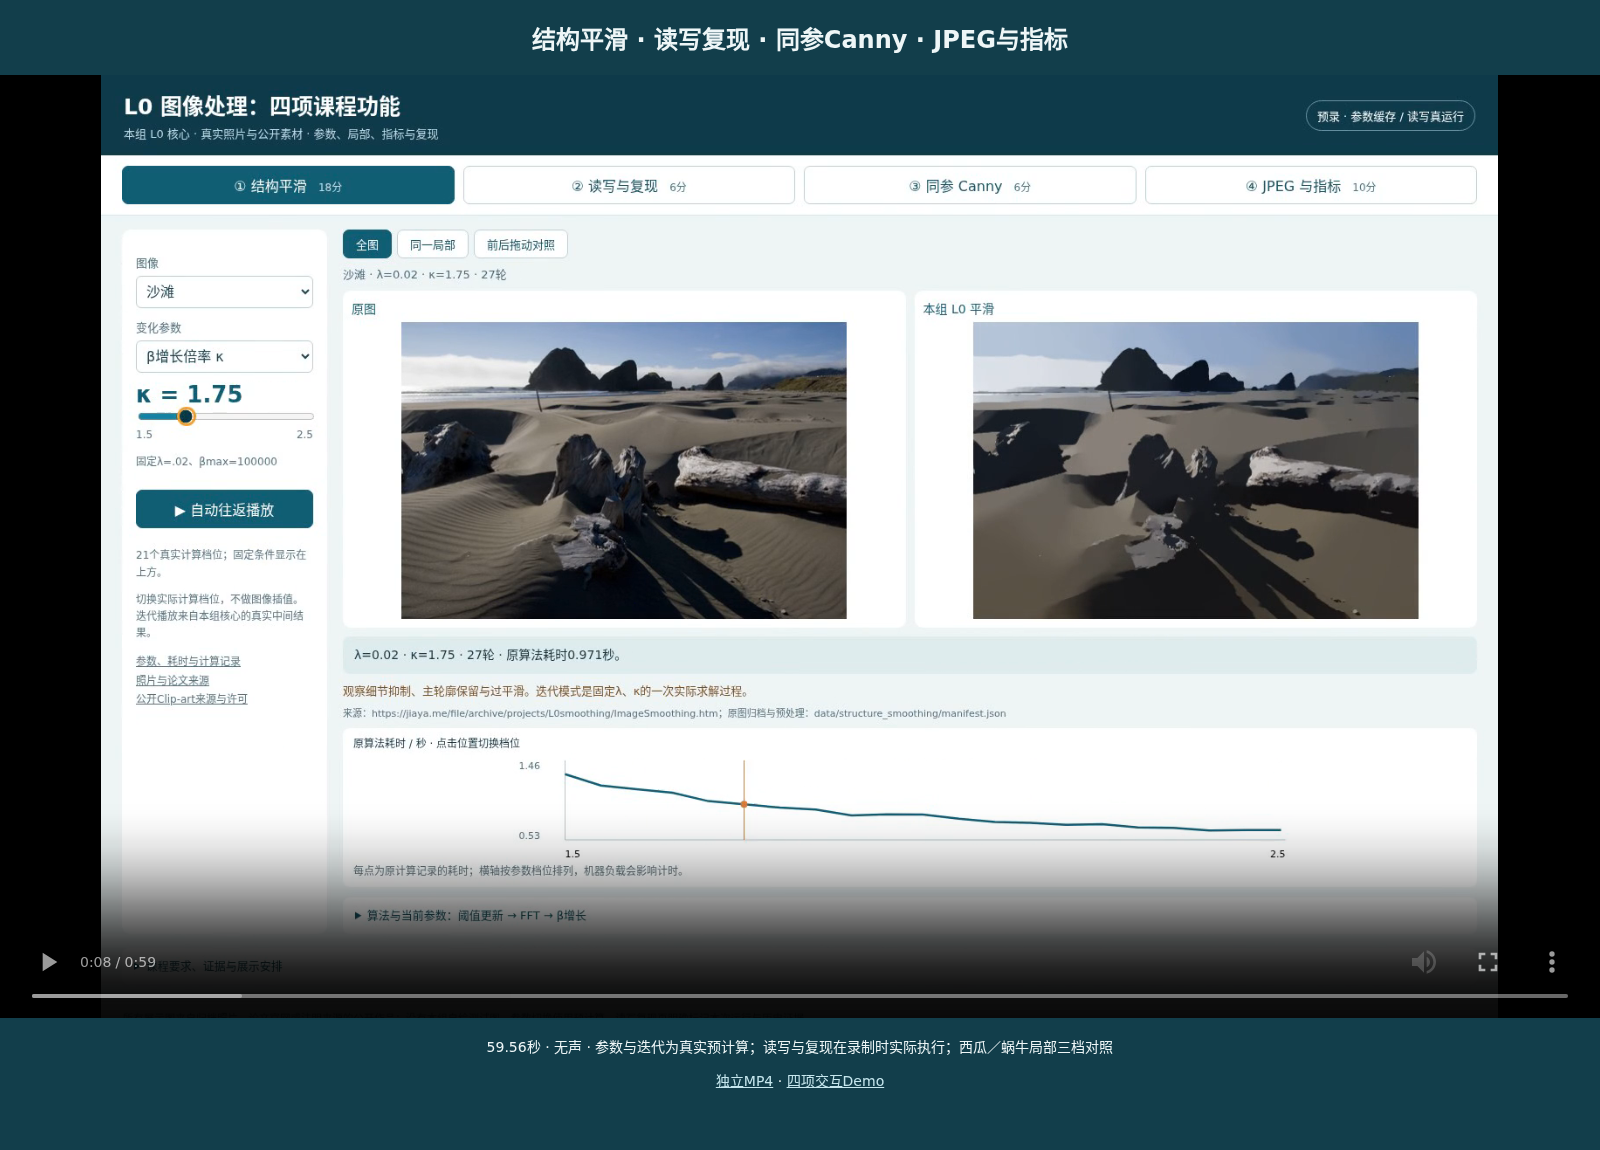 结构平滑 · 读写复现 · 同参Canny · JPEG与指标
L0 图像处理：四项课程功能
本组 L0 核心 · 真实照片与公开素材 · 参数、局部、指标与复现
预录 · 参数缓存 / 读写真运行
① 结构平滑 18分
② 读写与复现 6分
③ 同参 Canny 6分
④ JPEG 与指标 10分
图像
沙滩
变化参数
β增长倍率 κ
κ = 1.75
1.5 2.5
固定λ=.02、βmax=100000
▶ 自动往返播放
21个真实计算档位；固定条件显示在
上方。
切换实际计算档位，不做图像插值。
迭代播放来自本组核心的真实中间结
果。
参数、耗时与计算记录
照片与论文来源
公开Clip-art来源与许可
全图
同一局部
前后拖动对照
沙滩 · λ=0.02 · κ=1.75 · 27轮
原图
本组 L0 平滑
λ=0.02 · κ=1.75 · 27轮 · 原算法耗时0.971秒。
观察细节抑制、主轮廓保留与过平滑。迭代模式是固定λ、κ的一次实际求解过程。
来源：https://jiaya.me/file/archive/projects/L0smoothing/ImageSmoothing.htm；原图归档与预处理：data/structure_smoothing/manifest.json
原算法耗时 / 秒 · 点击位置切换档位
1.46
0.53
1.5 2.5
每点为原计算记录的耗时；横轴按参数档位排列，机器负载会影响计时。
▶ 算法与当前参数：阈值更新 → FFT → β增长
课程要求、证据与展示安排
0:08 / 0:59
59.56秒 · 无声 · 参数与迭代为真实预计算；读写与复现在录制时实际执行；西瓜／蜗牛局部三档对照
独立MP4 · 四项交互Demo